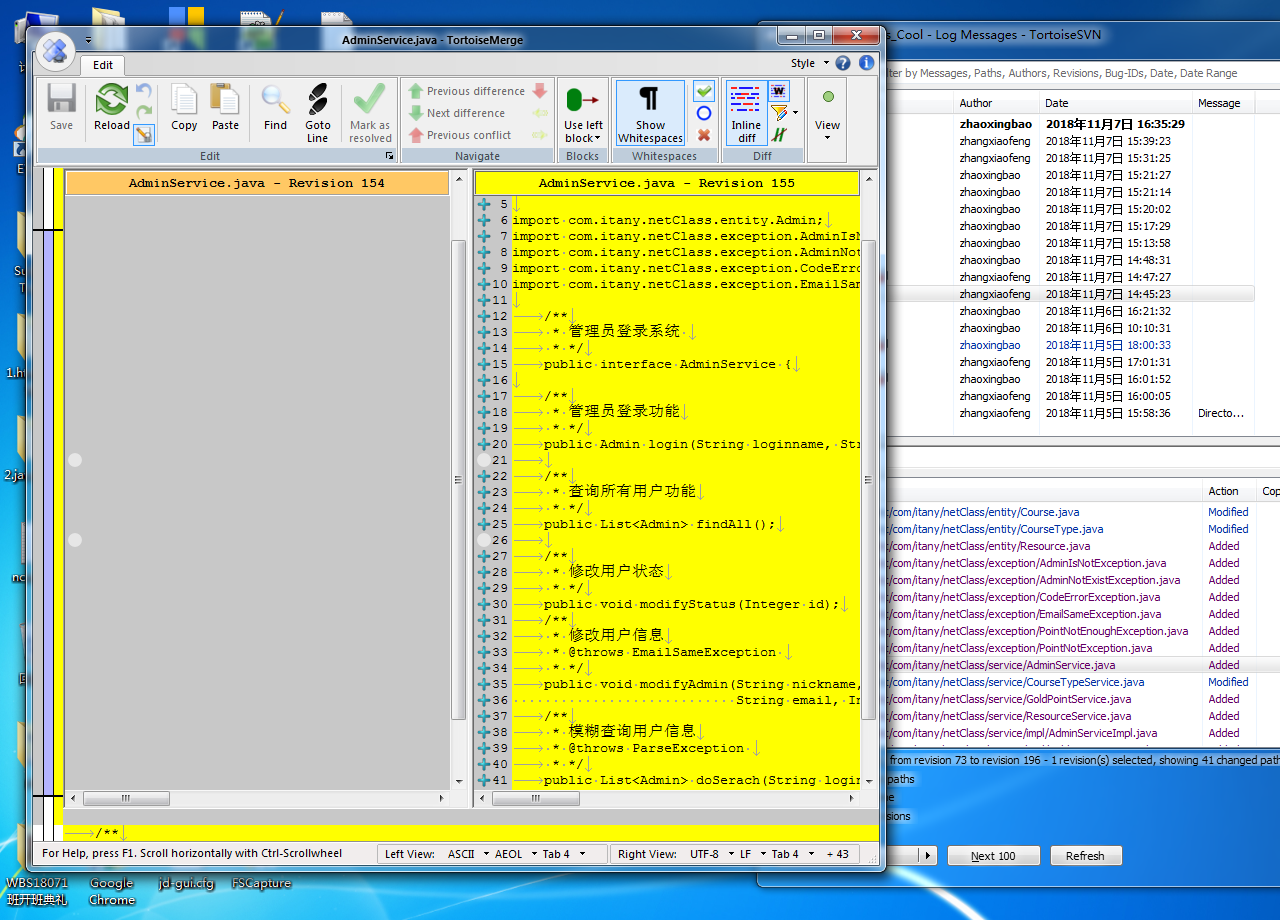 AdminService.java - TortoiseMerge
s_Cool - Log Messages - TortoiseSVN
Edit
Style
Save
Reload
Copy
Paste
Find
Goto
Line
Mark as
resolved
Previous difference
Next difference
Previous conflict
Use left
block
Show
Whitespaces
Inline
diff
View
Edit
Navigate
Blocks
Whitespaces
Diff
AdminService.java - Revision 154
AdminService.java - Revision 155
5
6 import com.itany.netClass.entity.Admin;
7 import com.itany.netClass.exception.AdminIsN
8 import com.itany.netClass.exception.AdminNot
9 import com.itany.netClass.exception.CodeErro
10 import com.itany.netClass.exception.EmailSame
11
12 /**
13 * 管理员登录系统
14 * */
15 public interface AdminService {
16
17 /**
18 * 管理员登录功能
19 * */
20 public Admin login(String loginname, Str
21
22 /**
23 * 查询所有用户功能
24 * */
25 public List<Admin> findAll();
26
27 /**
28 * 修改用户状态
29 * */
30 public void modifyStatus(Integer id);
31 /**
32 * 修改用户信息
33 * @throws EmailSameException
34 * */
35 public void modifyAdmin(String nickname,
36 String email, In
37 /**
38 * 模糊查询用户信息
39 * @throws ParseException
40 * */
41 public List<Admin> doSerach(String login
/**
For Help, press F1. Scroll horizontally with Ctrl-Scrollwheel
Left View: ASCII AEOL Tab 4
Right View: UTF-8 LF Tab 4 + 43
ter by Messages, Paths, Authors, Revisions, Bug-IDs, Date, Date Range
Author Date Message
zhaoxingbao 2018年11月7日 16:35:29
zhangxiaofeng 2018年11月7日 15:39:23
zhangxiaofeng 2018年11月7日 15:31:25
zhaoxingbao 2018年11月7日 15:21:27
zhaoxingbao 2018年11月7日 15:21:14
zhaoxingbao 2018年11月7日 15:20:02
zhaoxingbao 2018年11月7日 15:17:29
zhaoxingbao 2018年11月7日 15:13:58
zhaoxingbao 2018年11月7日 14:48:31
zhangxiaofeng 2018年11月7日 14:47:27
zhangxiaofeng 2018年11月7日 14:45:23
zhaoxingbao 2018年11月6日 16:21:32
zhaoxingbao 2018年11月6日 10:10:31
zhaoxingbao 2018年11月5日 18:00:33
zhangxiaofeng 2018年11月5日 17:01:31
zhaoxingbao 2018年11月5日 16:01:52
zhangxiaofeng 2018年11月5日 16:00:05
zhangxiaofeng 2018年11月5日 15:58:36 Directo...
Action Cop
/com/itany/netClass/entity/Course.java Modified
/com/itany/netClass/entity/CourseType.java Modified
/com/itany/netClass/entity/Resource.java Added
/com/itany/netClass/exception/AdminIsNotException.java Added
/com/itany/netClass/exception/AdminNotExistException.java Added
/com/itany/netClass/exception/CodeErrorException.java Added
/com/itany/netClass/exception/EmailSameException.java Added
/com/itany/netClass/exception/PointNotEnoughException.java Added
/com/itany/netClass/exception/PointNotException.java Added
/com/itany/netClass/service/AdminService.java Added
/com/itany/netClass/service/CourseTypeService.java Modified
/com/itany/netClass/service/GoldPointService.java Added
/com/itany/netClass/service/ResourceService.java Added
/com/itany/netClass/service/impl/AdminServiceImpl.java Added
from revision 73 to revision 196 - 1 revision(s) selected, showing 41 changed path
paths
Next 100
Refresh
WBS18071
班开班典礼
Google
Chrome
jd-gui.cfg
FSCapture